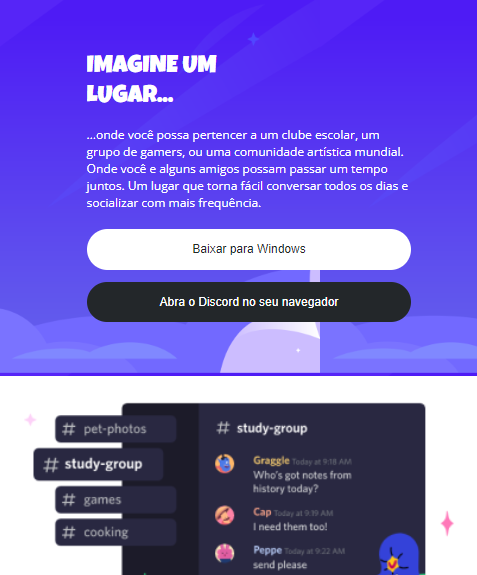 IMAGINE UM
LUGAR...
...onde você possa pertencer a um clube escolar, um
grupo de gamers, ou uma comunidade artística mundial.
Onde você e alguns amigos possam passar um tempo
juntos. Um lugar que torna fácil conversar todos os dias e
socializar com mais frequência.
Baixar para Windows
Abra o Discord no seu navegador
# pet-photos
# study-group
# games
# cooking
# study-group
Graggle Today at 9:18 AM
Who's got notes from
history today?
Cap Today at 9:19 AM
I need them too!
Peppe Today at 9:22 AM
send please